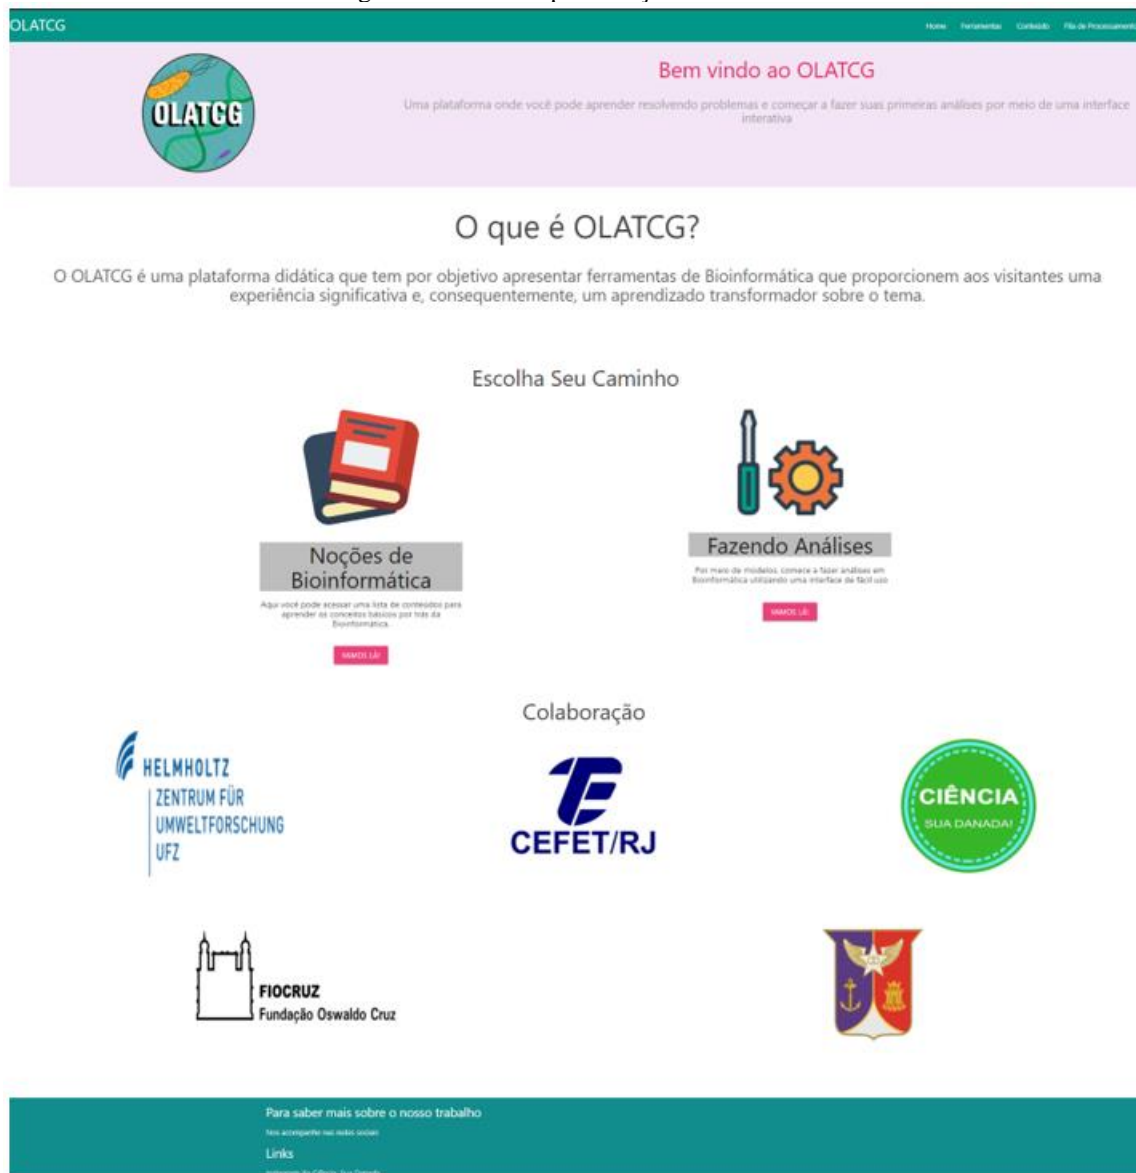 OLATCG
Home Ferramentas Conteúdo Fila de Processamento
OLATCG
Bem vindo ao OLATCG
Uma plataforma onde você pode aprender resolvendo problemas e começar a fazer suas primeiras análises por meio de uma interface
interativa
O que é OLATCG?
O OLATCG é uma plataforma didática que tem por objetivo apresentar ferramentas de Bioinformática que proporcionem aos visitantes uma
experiência significativa e, consequentemente, um aprendizado transformador sobre o tema.
Escolha Seu Caminho
Noções de
Bioinformática
Aqui você pode acessar uma lista de conteúdos para
aprender os conceitos básicos por trás da
Bioinformática.
VAMOS LÁ!
Fazendo Análises
Por meio de modelos, comece a fazer análises em
Bioinformática utilizando uma interface de fácil uso
VAMOS LÁ!
Colaboração
HELMHOLTZ
ZENTRUM FÜR
UMWELTFORSCHUNG
UFZ
CEFET/RJ
CIÊNCIA
SUA DANADA!
FIOCRUZ
Fundação Oswaldo Cruz
Para saber mais sobre o nosso trabalho
Nos acompanhe nas redes sociais
Links